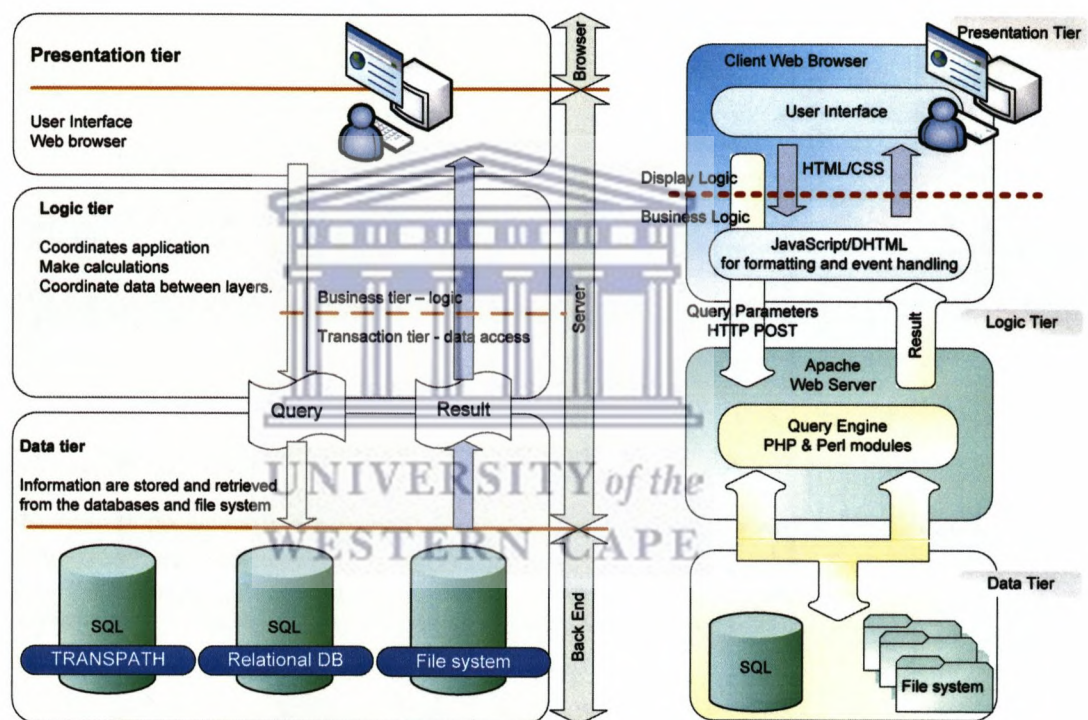 Presentation tier
User Interface
Web browser
Logic tier
Coordinates application
Make calculations
Coordinate data between layers.
Business tier – logic
Transaction tier - data access
Query
Result
Data tier
Information are stored and retrieved
from the databases and file system
SQL
TRANSPATH
SQL
Relational DB
File system
Browser
Server
Back End
Presentation Tier
Client Web Browser
User Interface
HTML/CSS
Display Logic
Business Logic
JavaScript/DHTML
for formatting and event handling
Query Parameters
HTTP POST
Result
Logic Tier
Apache
Web Server
Query Engine
PHP & Perl modules
Data Tier
SQL
File system
UNIVERSITY of the
WESTERN CAPE